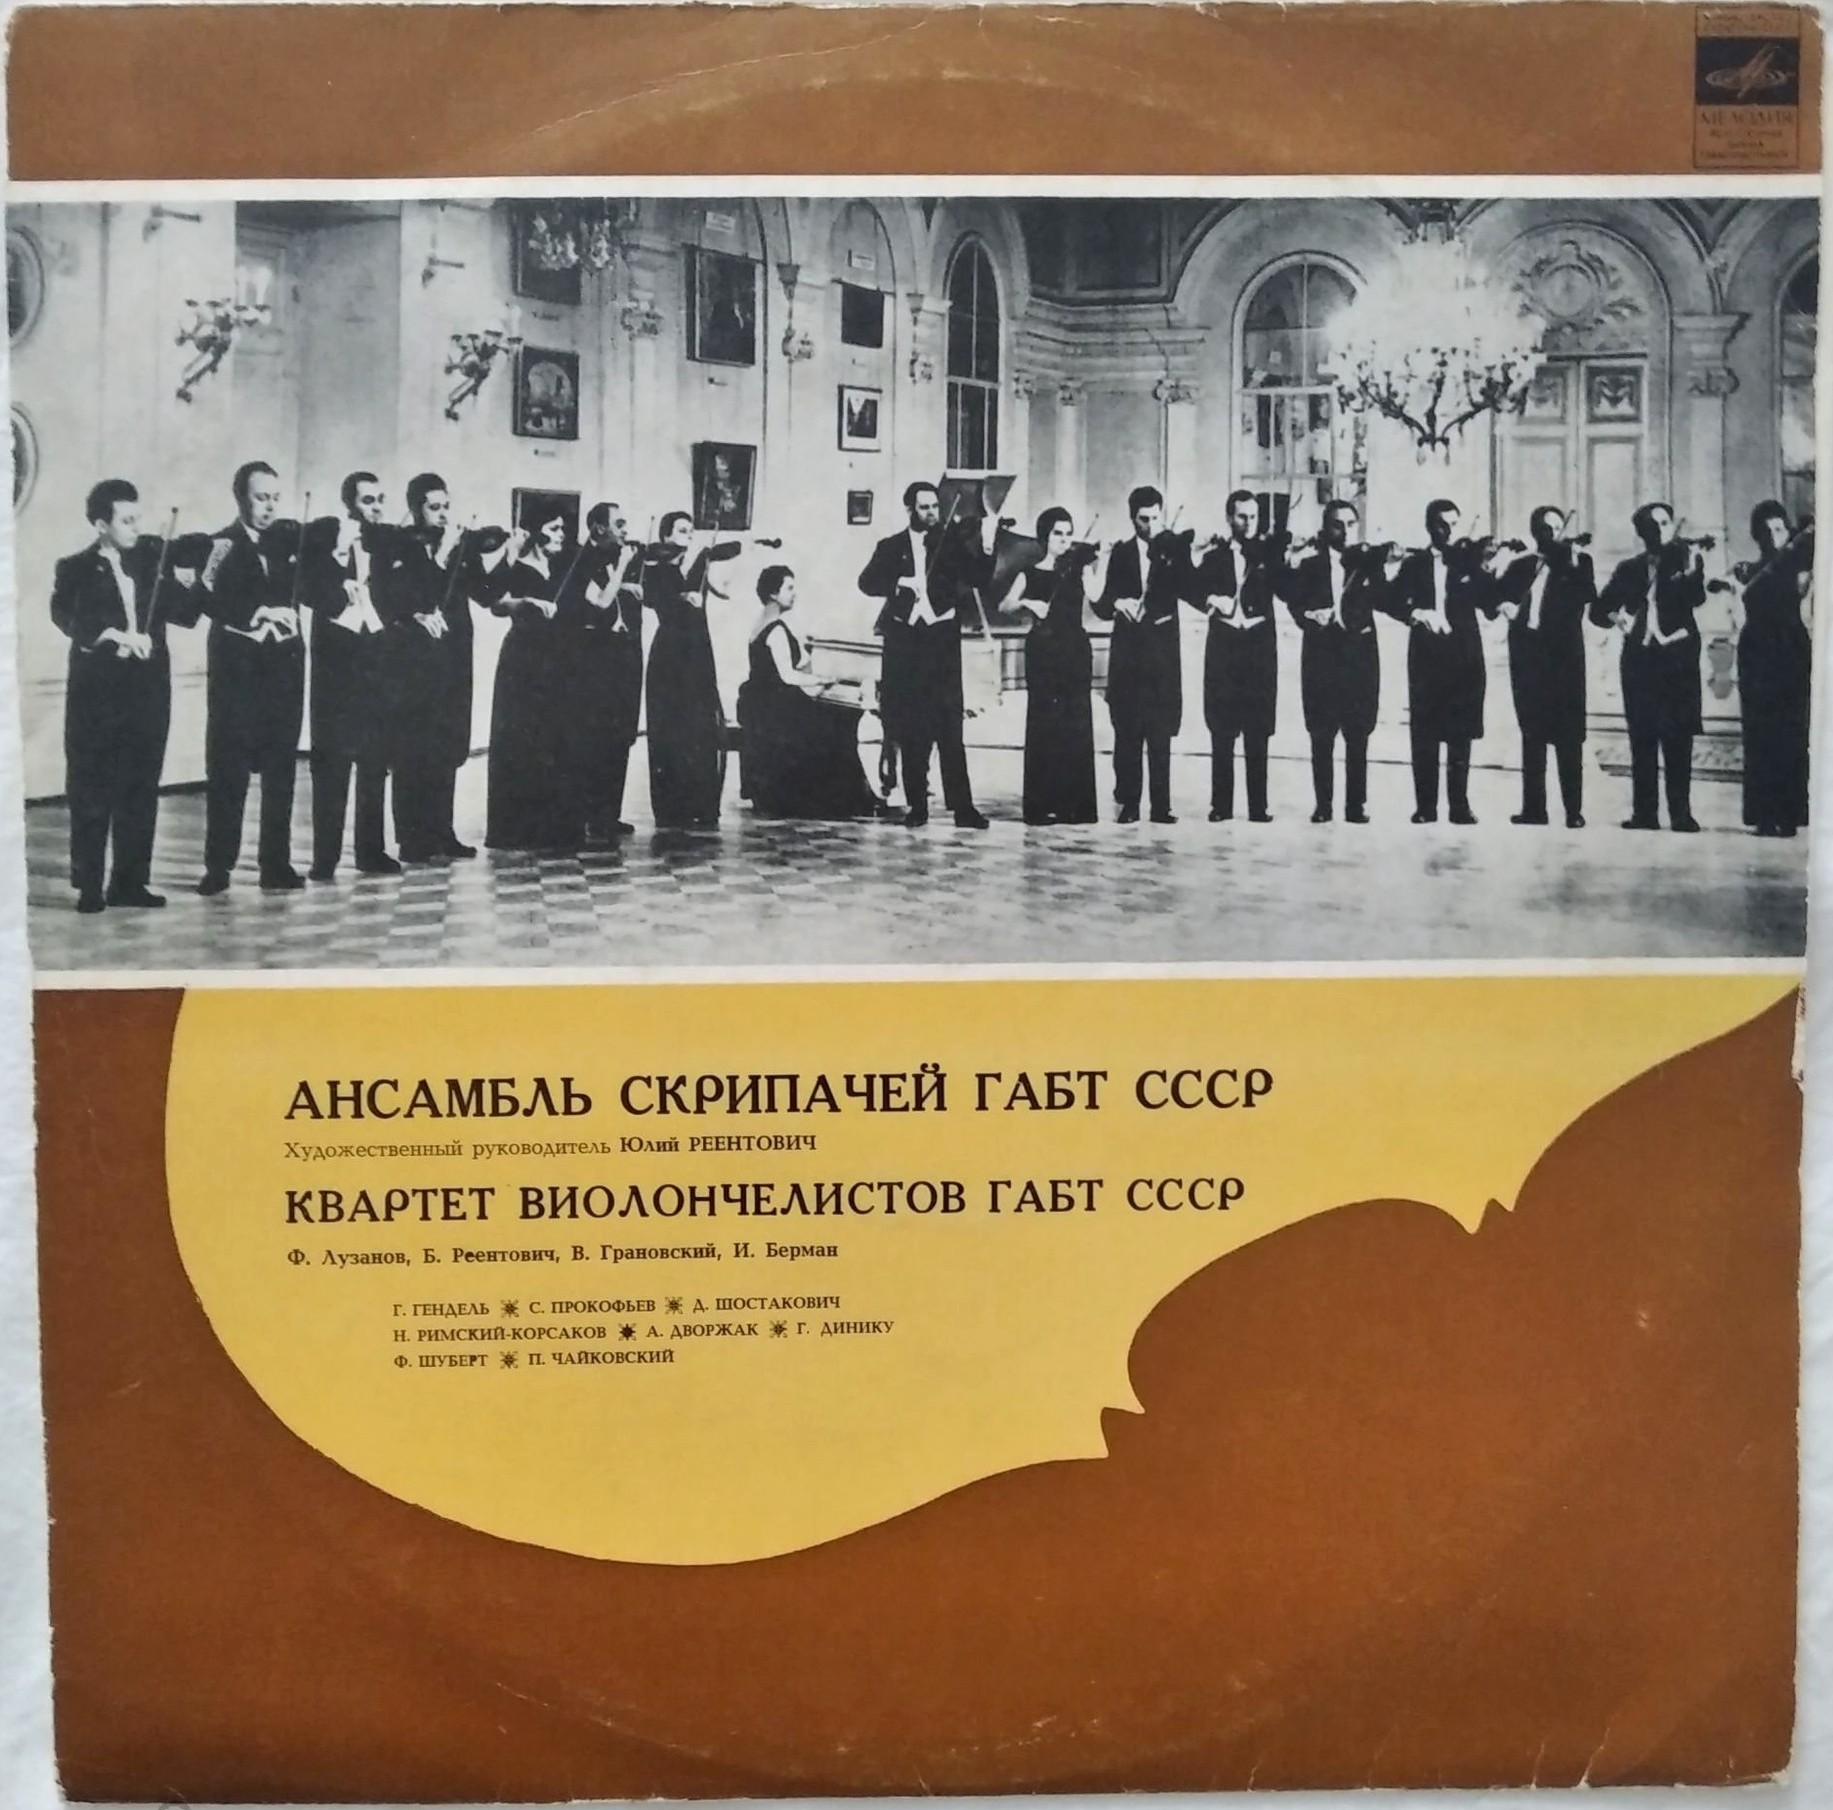 МЕЛОДИЯ
АНСАМБЛЬ СКРИПАЧЕЙ ГАБТ СССР
Художественный руководитель Юлий РЕЕНТОВИЧ
КВАРТЕТ ВИОЛОНЧЕЛИСТОВ ГАБТ СССР
Ф. Лузанов, Б. Реентович, В. Грановский, И. Берман
Г. ГЕНДЕЛЬ ✷ С. ПРОКОФЬЕВ ✷ Д. ШОСТАКОВИЧ
Н. РИМСКИЙ-КОРСАКОВ ✷ А. ДВОРЖАК ✷ Г. ДИНИКУ
Ф. ШУБЕРТ ✷ П. ЧАЙКОВСКИЙ